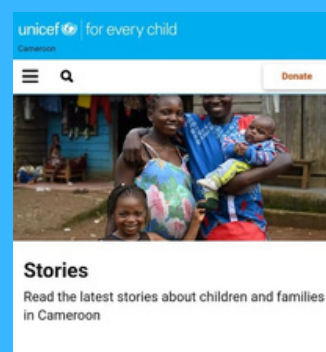 unicef for every child
Cameroon
Donate
Stories
Read the latest stories about children and families
in Cameroon